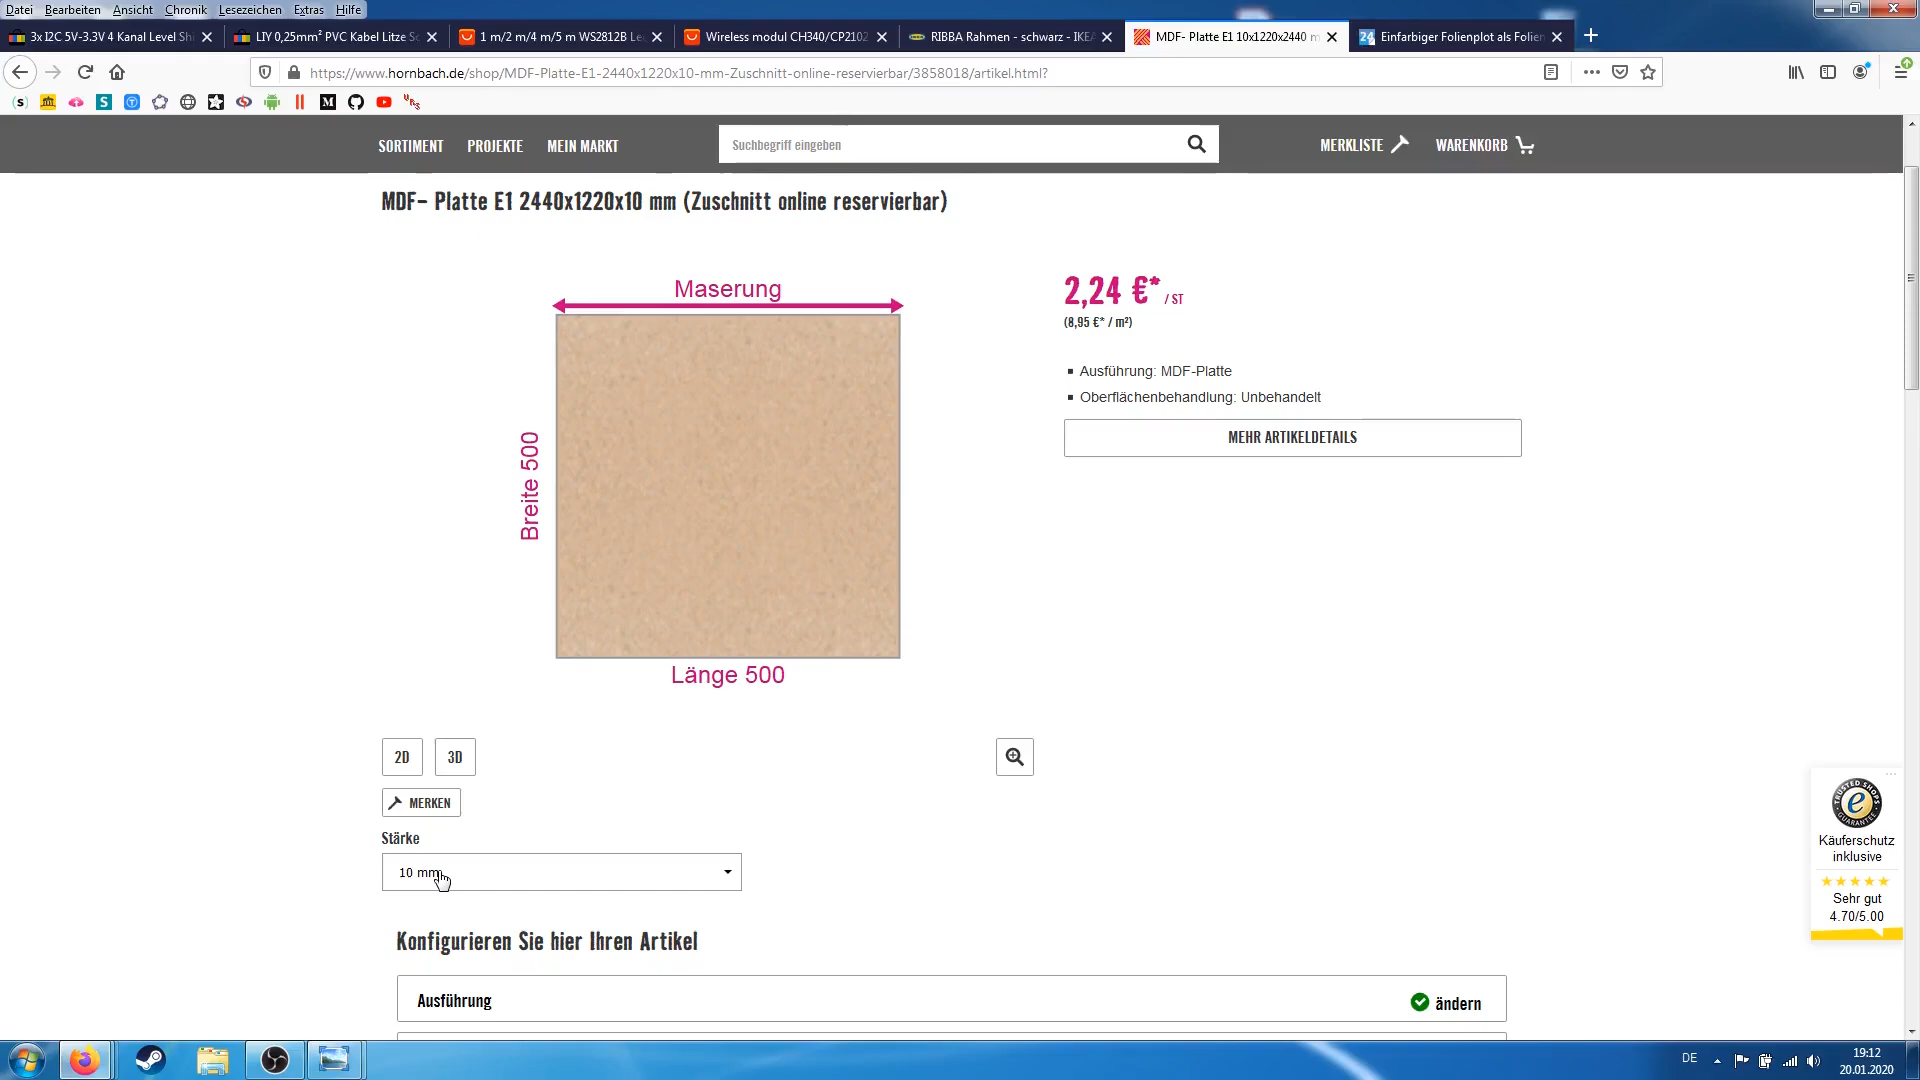 Datei Bearbeiten Ansicht Chronik Lesezeichen Extras Hilfe
3x I2C 5V-3.3V 4 Kanal Level Shi
LIY 0,25mm² PVC Kabel Litze Sc
1 m/2 m/4 m/5 m WS2812B Le
Wireless modul CH340/CP2102
RIBBA Rahmen - schwarz - IKEA
MDF- Platte E1 10x1220x2440 m
Einfarbiger Folienplot als Folien
https://www.hornbach.de/shop/MDF-Platte-E1-2440x1220x10-mm-Zuschnitt-online-reservierbar/3858018/artikel.html?
SORTIMENT PROJEKTE MEIN MARKT
Suchbegriff eingeben
MERKLISTE WARENKORB
MDF- Platte E1 2440x1220x10 mm (Zuschnitt online reservierbar)
Maserung
Breite 500
Länge 500
2,24 €* / ST
(8,95 €* / m²)
Ausführung: MDF-Platte
Oberflächenbehandlung: Unbehandelt
MEHR ARTIKELDETAILS
2D 3D
MERKEN
Stärke
10 mm
Konfigurieren Sie hier Ihren Artikel
Ausführung
ändern
TRUSTED SHOPS
GUARANTEE
Käuferschutz
inklusive
Sehr gut
4.70/5.00
DE
19:12
20.01.2020